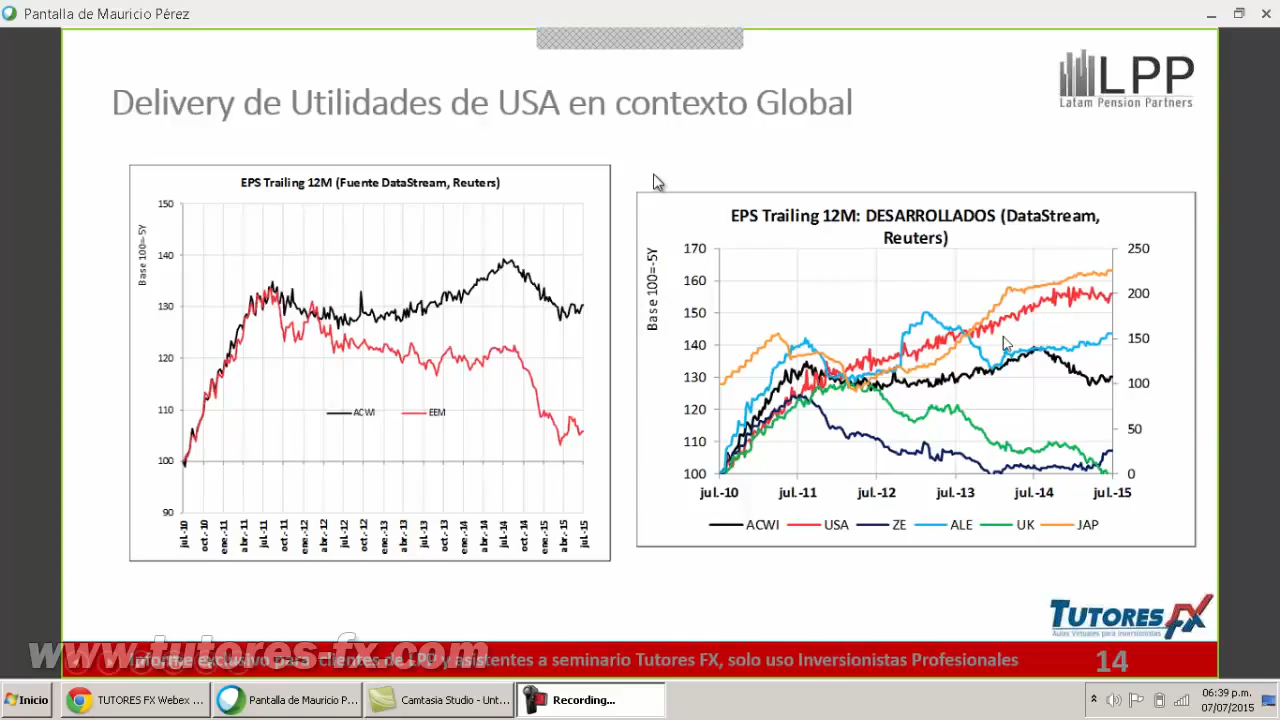 Pantalla de Mauricio Pérez
LPP
Latam Pension Partners
Delivery de Utilidades de USA en contexto Global
EPS Trailing 12M (Fuente DataStream, Reuters)
Base 100=-5Y
150
140
130
120
110
100
90
ACWI
EEM
jul.-10
oct.-10
ene.-11
abr.-11
jul.-11
oct.-11
ene.-12
abr.-12
jul.-12
oct.-12
ene.-13
abr.-13
jul.-13
oct.-13
ene.-14
abr.-14
jul.-14
oct.-14
ene.-15
abr.-15
jul.-15
EPS Trailing 12M: DESARROLLADOS (DataStream,
Reuters)
Base 100=-5Y
170
160
150
140
130
120
110
100
250
200
150
100
50
0
jul.-10 jul.-11 jul.-12 jul.-13 jul.-14 jul.-15
ACWI USA ZE ALE UK JAP
TUTORES FX
Aulas Virtuales para Inversionistas
www.tutores-fx.com
Informe exclusivo para clientes de LPP y asistentes a seminario Tutores FX, solo uso Inversionistas Profesionales
14
Inicio
TUTORES FX Webex ...
Pantalla de Mauricio P...
Camtasia Studio - Unt...
Recording...
06:39 p.m.
07/07/2015